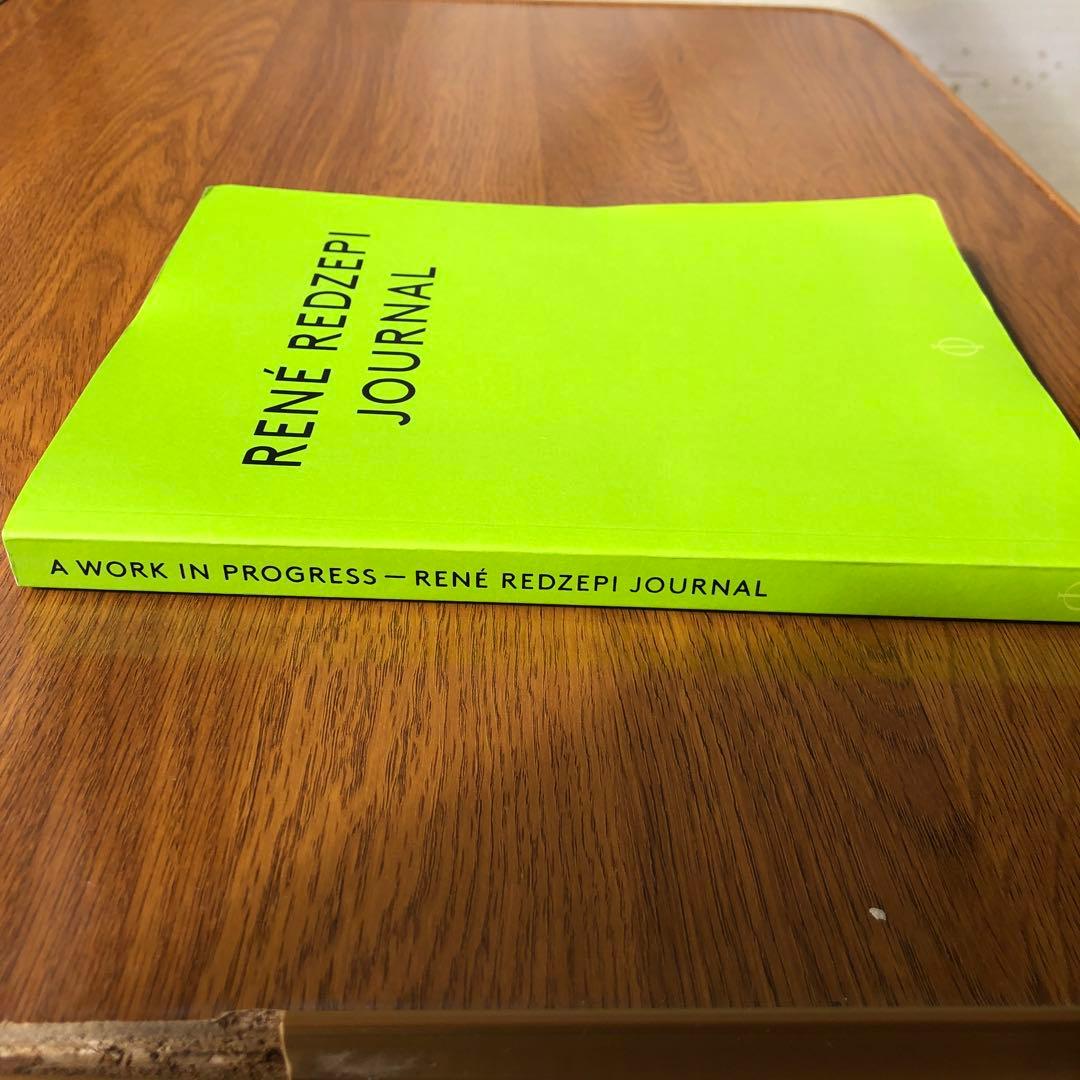 RENÉ REDZEPI
JOURNAL
A WORK IN PROGRESS — RENÉ REDZEPI JOURNAL